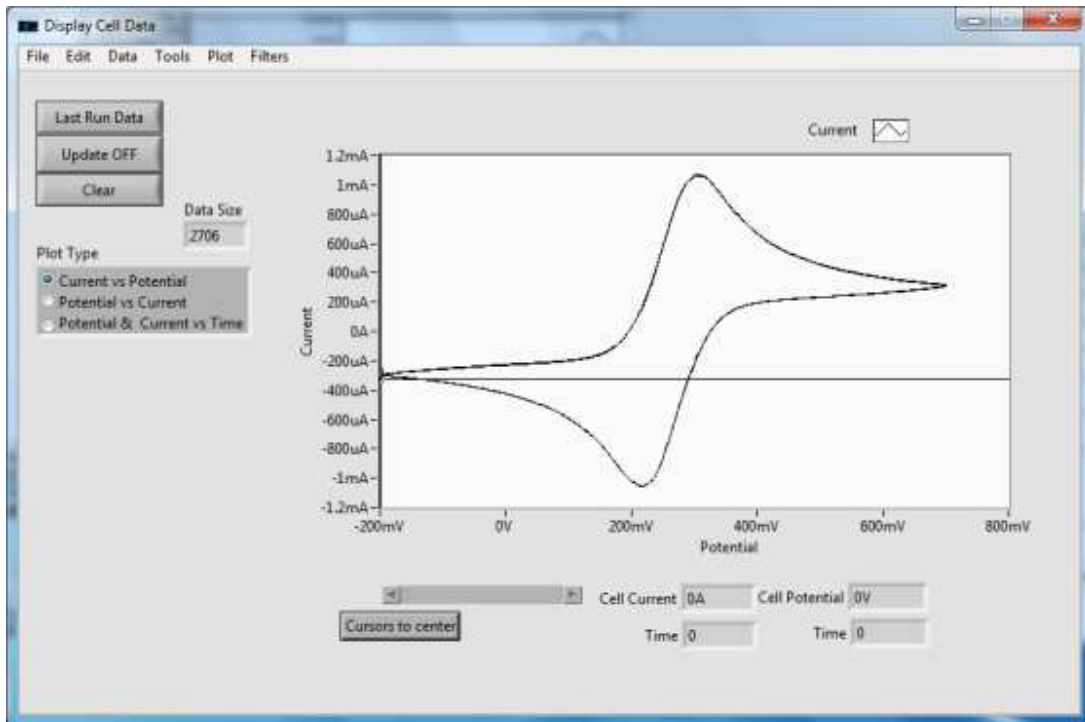 Display Cell Data
File Edit Data Tools Plot Filters
Last Run Data
Update OFF
Clear
Data Size
2706
Plot Type
Current vs Potential
Potential vs Current
Potential & Current vs Time
Current
Current
1.2mA
1mA
800uA
600uA
400uA
200uA
0A
-200uA
-400uA
-600uA
-800uA
-1mA
-1.2mA
-200mV 0V 200mV 400mV 600mV 800mV
Potential
Cell Current 0A Cell Potential 0V
Cursors to center
Time 0 Time 0